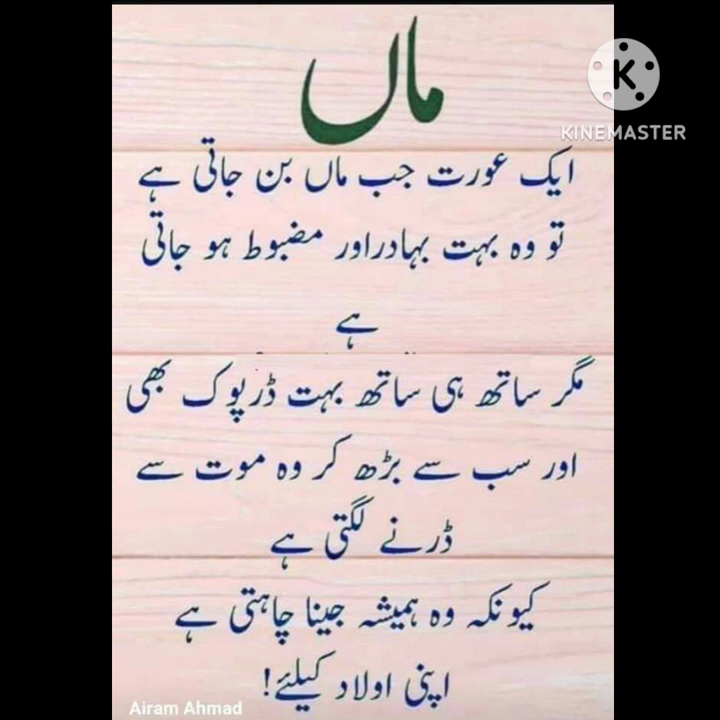 ماں
K
KINEMASTER
ایک عورت جب ماں بن جاتی ہے
تو وہ بہت بہادراور مضبوط ہو جاتی
ہے
مگر ساتھ ہی ساتھ بہت ڈرپوک بھی
اور سب سے بڑھ کر وہ موت سے
ڈرنے لگتی ہے
کیونکہ وہ ہمیشہ جینا چاہتی ہے
اپنی اولاد کیلئے!
Airam Ahmad